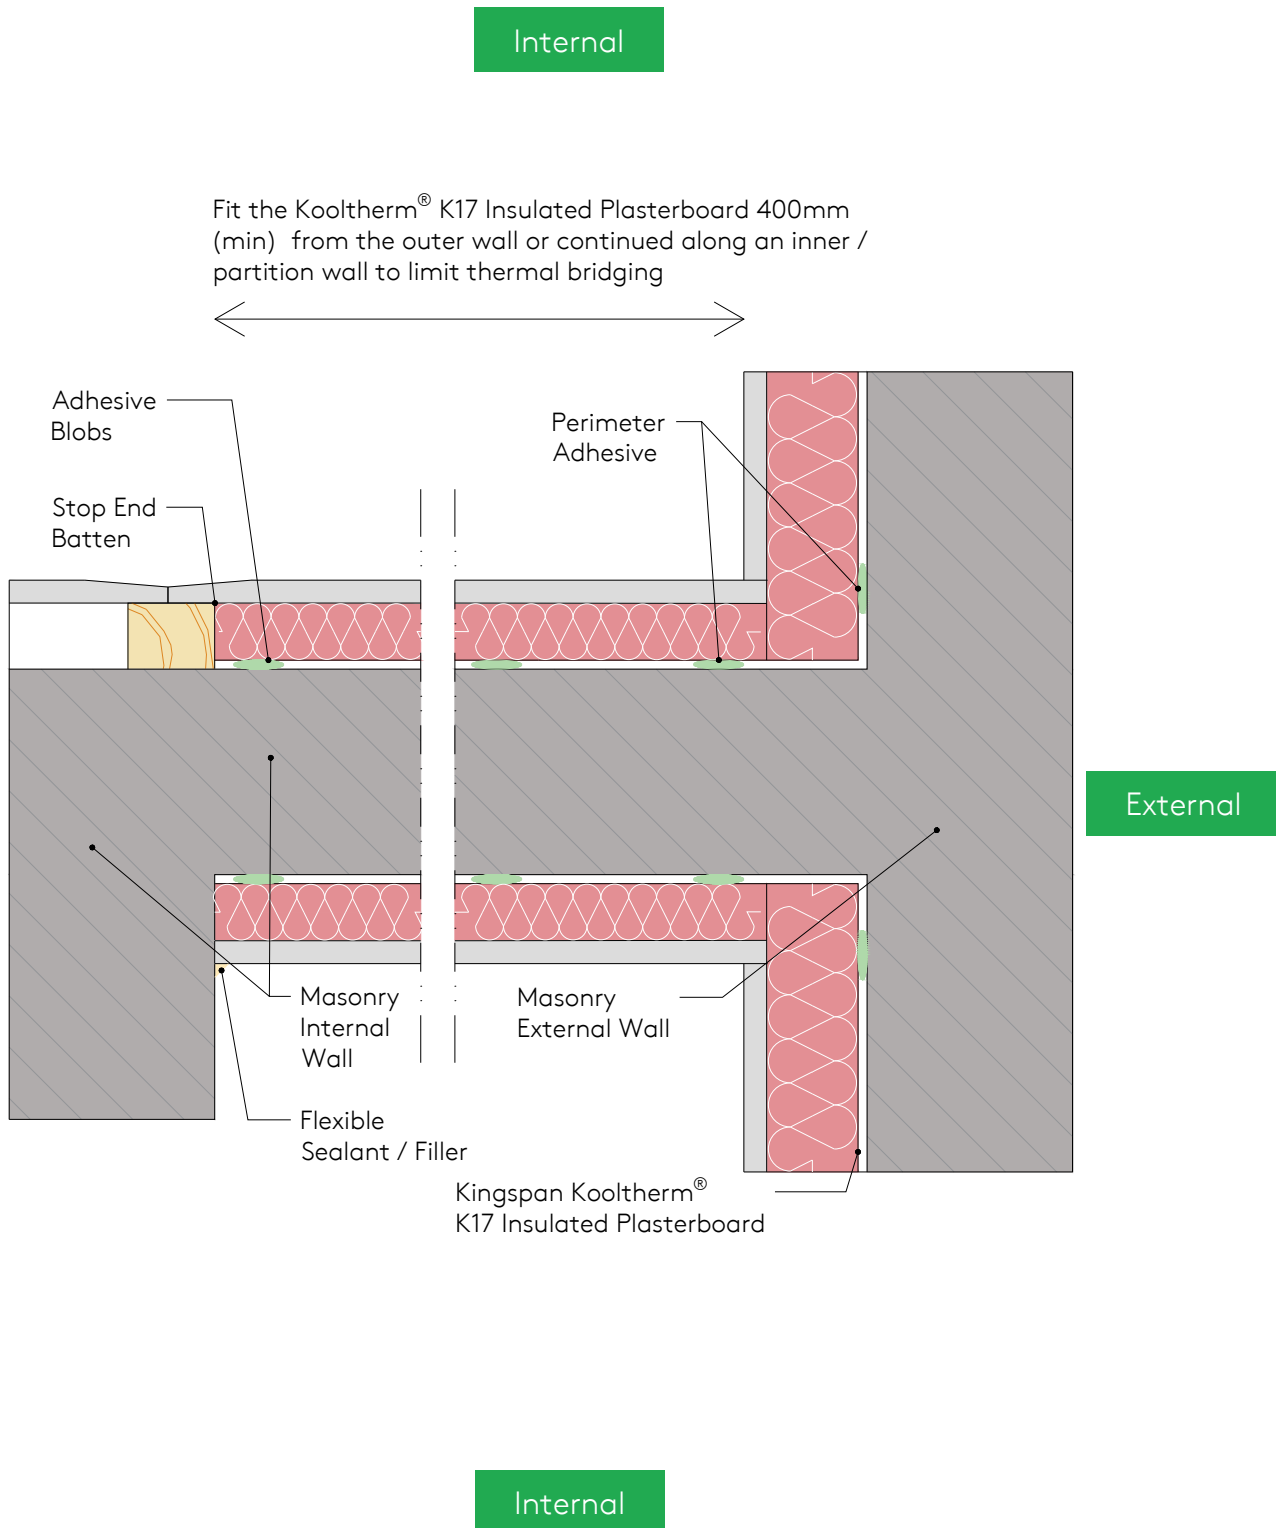 Internal
Fit the Kooltherm® K17 Insulated Plasterboard 400mm
(min) from the outer wall or continued along an inner /
partition wall to limit thermal bridging
Adhesive
Blobs
Perimeter
Adhesive
Stop End
Batten
External
Masonry
Internal
Wall
Masonry
External Wall
Flexible
Sealant / Filler
Kingspan Kooltherm®
K17 Insulated Plasterboard
Internal